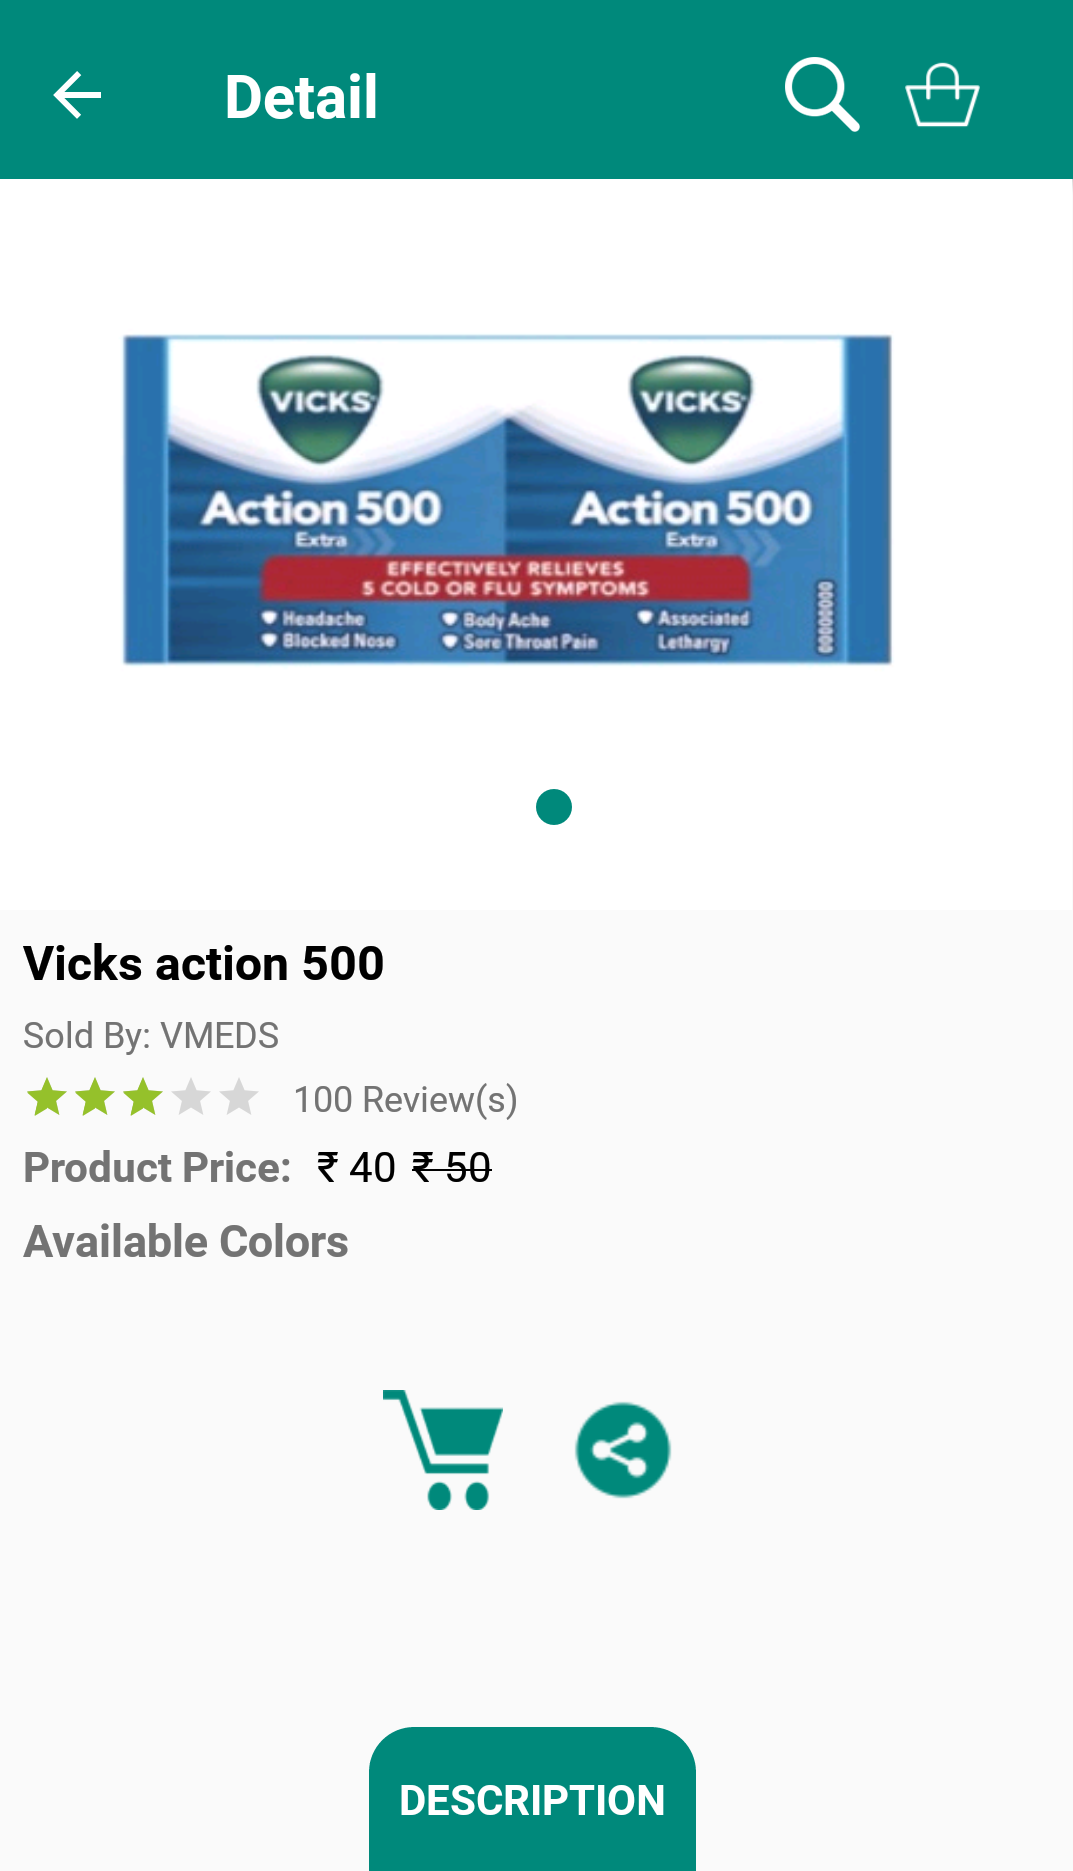 Detail
VICKS VICKS
Action 500 Action 500
Extra Extra
EFFECTIVELY RELIEVES
5 COLD OR FLU SYMPTOMS
Headache Body Ache Associated
Blocked Nose Sore Throat Pain Lethargy
00000000
Vicks action 500
Sold By: VMEDS
100 Review(s)
Product Price: ₹ 40 ₹ 50
Available Colors
DESCRIPTION